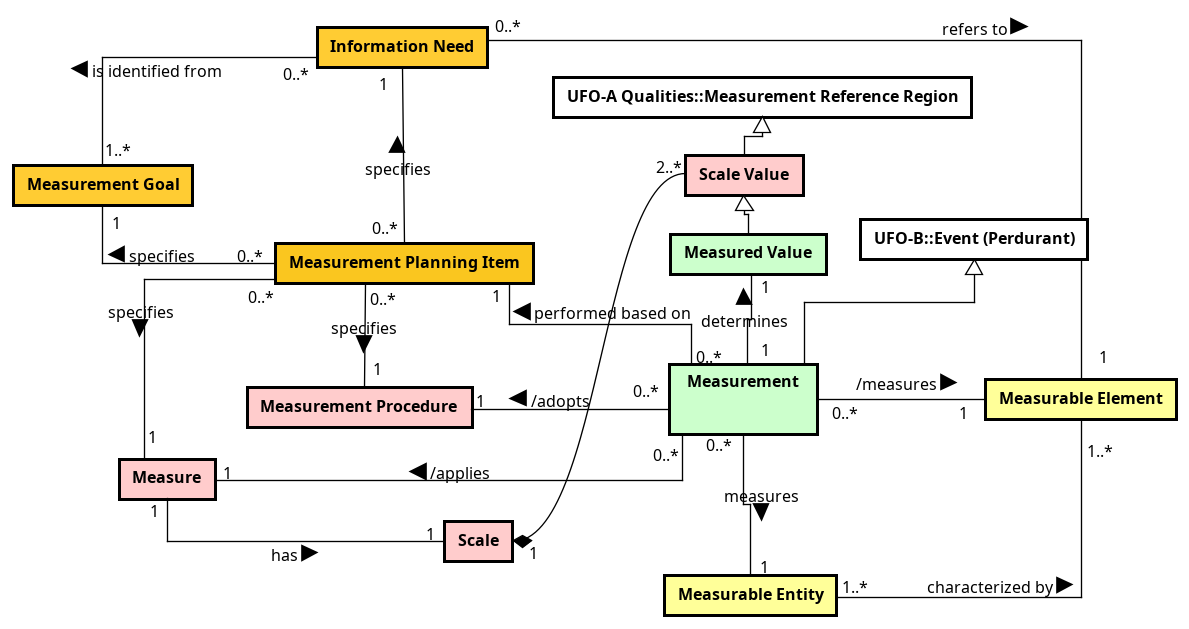 0..*
refers to
Information Need
is identified from
0..*
1
UFO-A Qualities::Measurement Reference Region
1..*
specifies
2..*
Scale Value
Measurement Goal
1
0..*
UFO-B::Event (Perdurant)
specifies
0..*
Measurement Planning Item
Measured Value
0..*
0..*
1
1
specifies
specifies
performed based on
determines
0..*
1
1
1
Measurement
/measures
0..*
1
Measurable Element
Measurement Procedure
1
/adopts
0..*
1
0..*
0..*
1..*
Measure
1
/applies
measures
1
1
Scale
1
has
1
Measurable Entity
1..*
characterized by